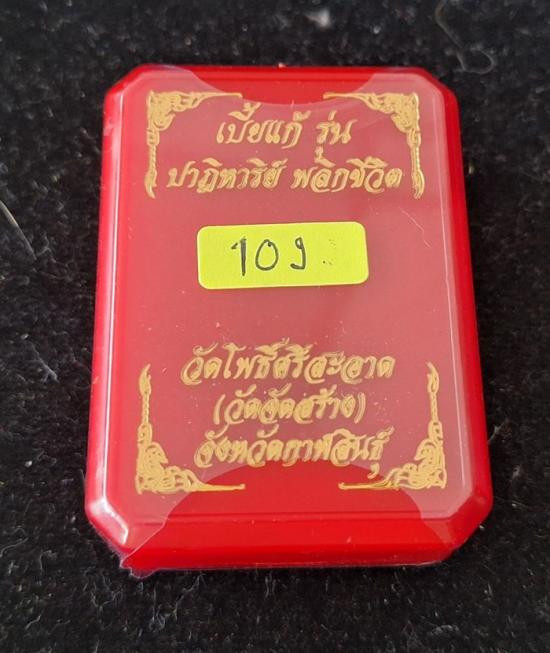 เบี้ยแก้ รุ่น
ปาฏิหาริย์ พลิกชีวิต
วัดโพธิ์ศรีสะอาด
(วัดจัดสร้าง)
จังหวัดกาฬสินธุ์